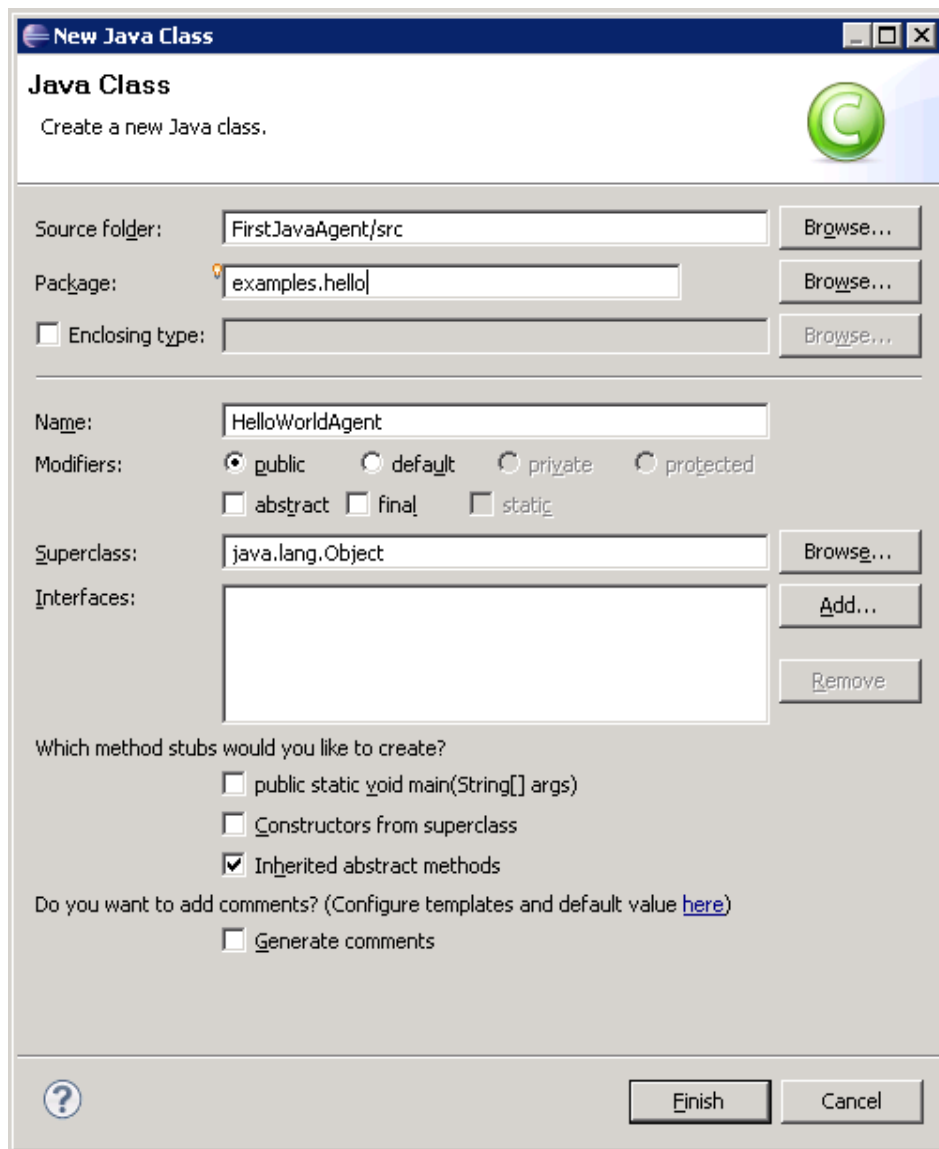 New Java Class
Java Class
Create a new Java class.
C
Source folder: FirstJavaAgent/src Browse...
Package: examples.hello Browse...
Enclosing type: Browse...
Name: HelloWorldAgent
Modifiers: public default private protected
abstract final static
Superclass: java.lang.Object Browse...
Interfaces: Add...
Remove
Which method stubs would you like to create?
public static void main(String[] args)
Constructors from superclass
Inherited abstract methods
Do you want to add comments? (Configure templates and default value here)
Generate comments
? Finish Cancel